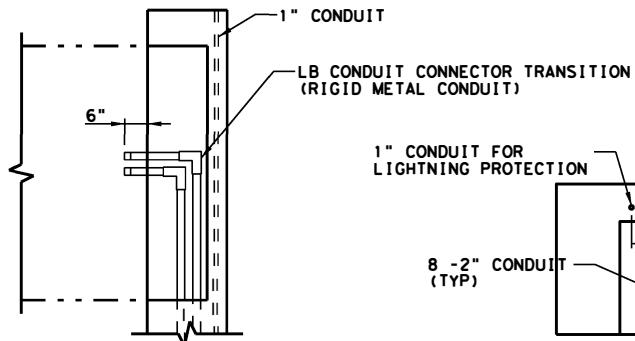 1" CONDUIT
LB CONDUIT CONNECTOR TRANSITION
(RIGID METAL CONDUIT)
6"
1" CONDUIT FOR
LIGHTNING PROTECTION
8 -2" CONDUIT
(TYP)